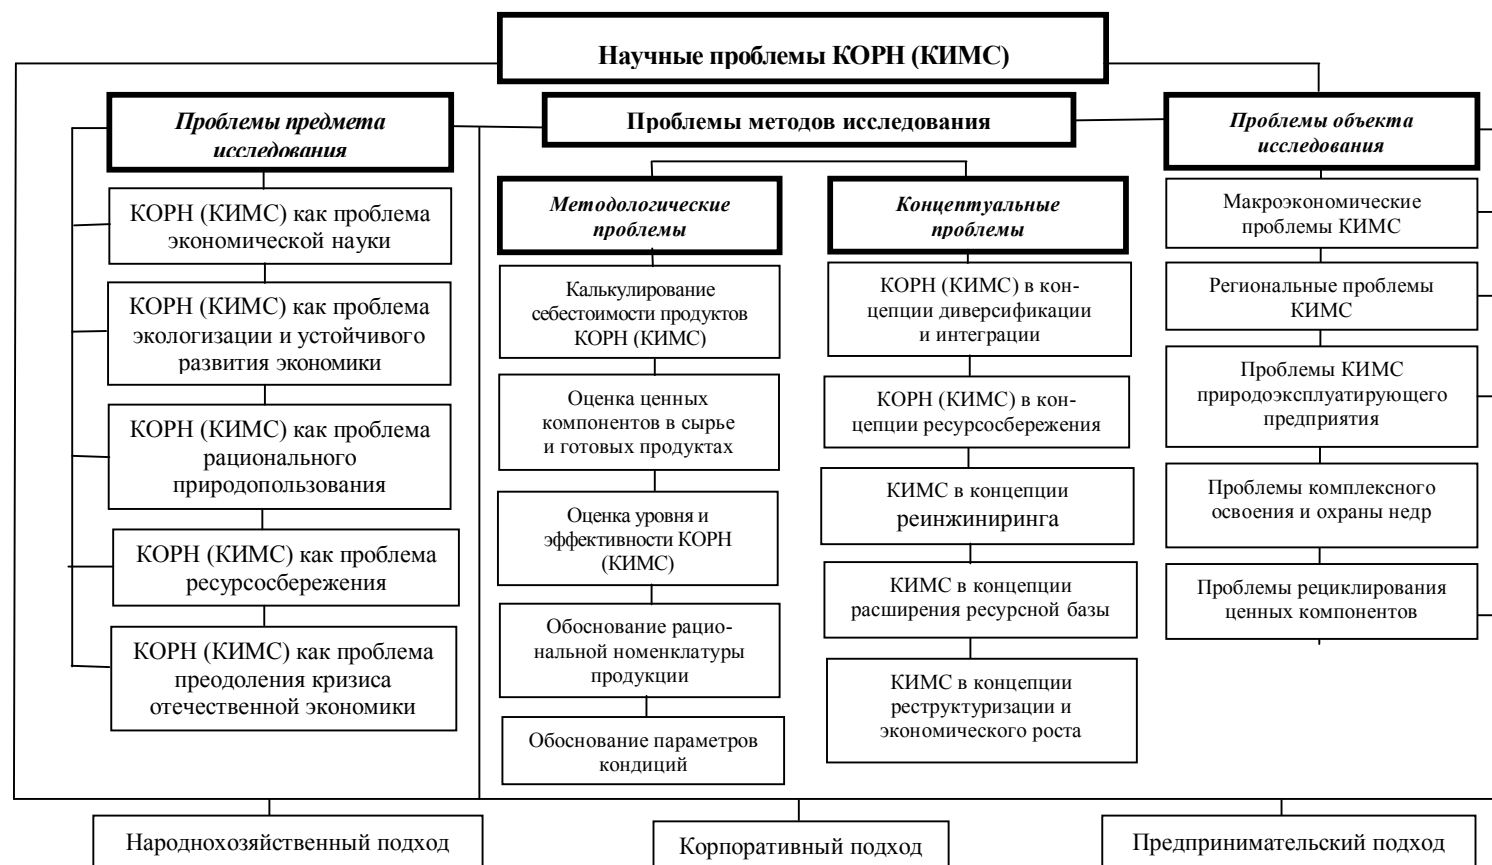 Научные проблемы КОРН (КИМС)
Проблемы предмета
исследования
Проблемы методов исследования
Проблемы объекта
исследования
КОРН (КИМС) как проблема
экономической науки
КОРН (КИМС) как проблема
экологизации и устойчивого
развития экономики
КОРН (КИМС) как проблема
рационального
природопользования
КОРН (КИМС) как проблема
ресурсосбережения
КОРН (КИМС) как проблема
преодоления кризиса
отечественной экономики
Методологические
проблемы
Калькулирование
себестоимости продуктов
КОРН (КИМС)
Оценка ценных
компонентов в сырье
и готовых продуктах
Оценка уровня и
эффективности КОРН
(КИМС)
Обоснование рацио-
нальной номенклатуры
продукции
Обоснование параметров
кондиций
Концептуальные
проблемы
КОРН (КИМС) в кон-
цепции диверсификации
и интеграции
КОРН (КИМС) в кон-
цепции ресурсосбережения
КИМС в концепции
реинжиниринга
КИМС в концепции
расширения ресурсной базы
КИМС в концепции
реструктуризации и
экономического роста
Макроэкономические
проблемы КИМС
Региональные проблемы
КИМС
Проблемы КИМС
природоэксплуатирующего
предприятия
Проблемы комплексного
освоения и охраны недр
Проблемы рециклирования
ценных компонентов
Народнохозяйственный подход
Корпоративный подход
Предпринимательский подход